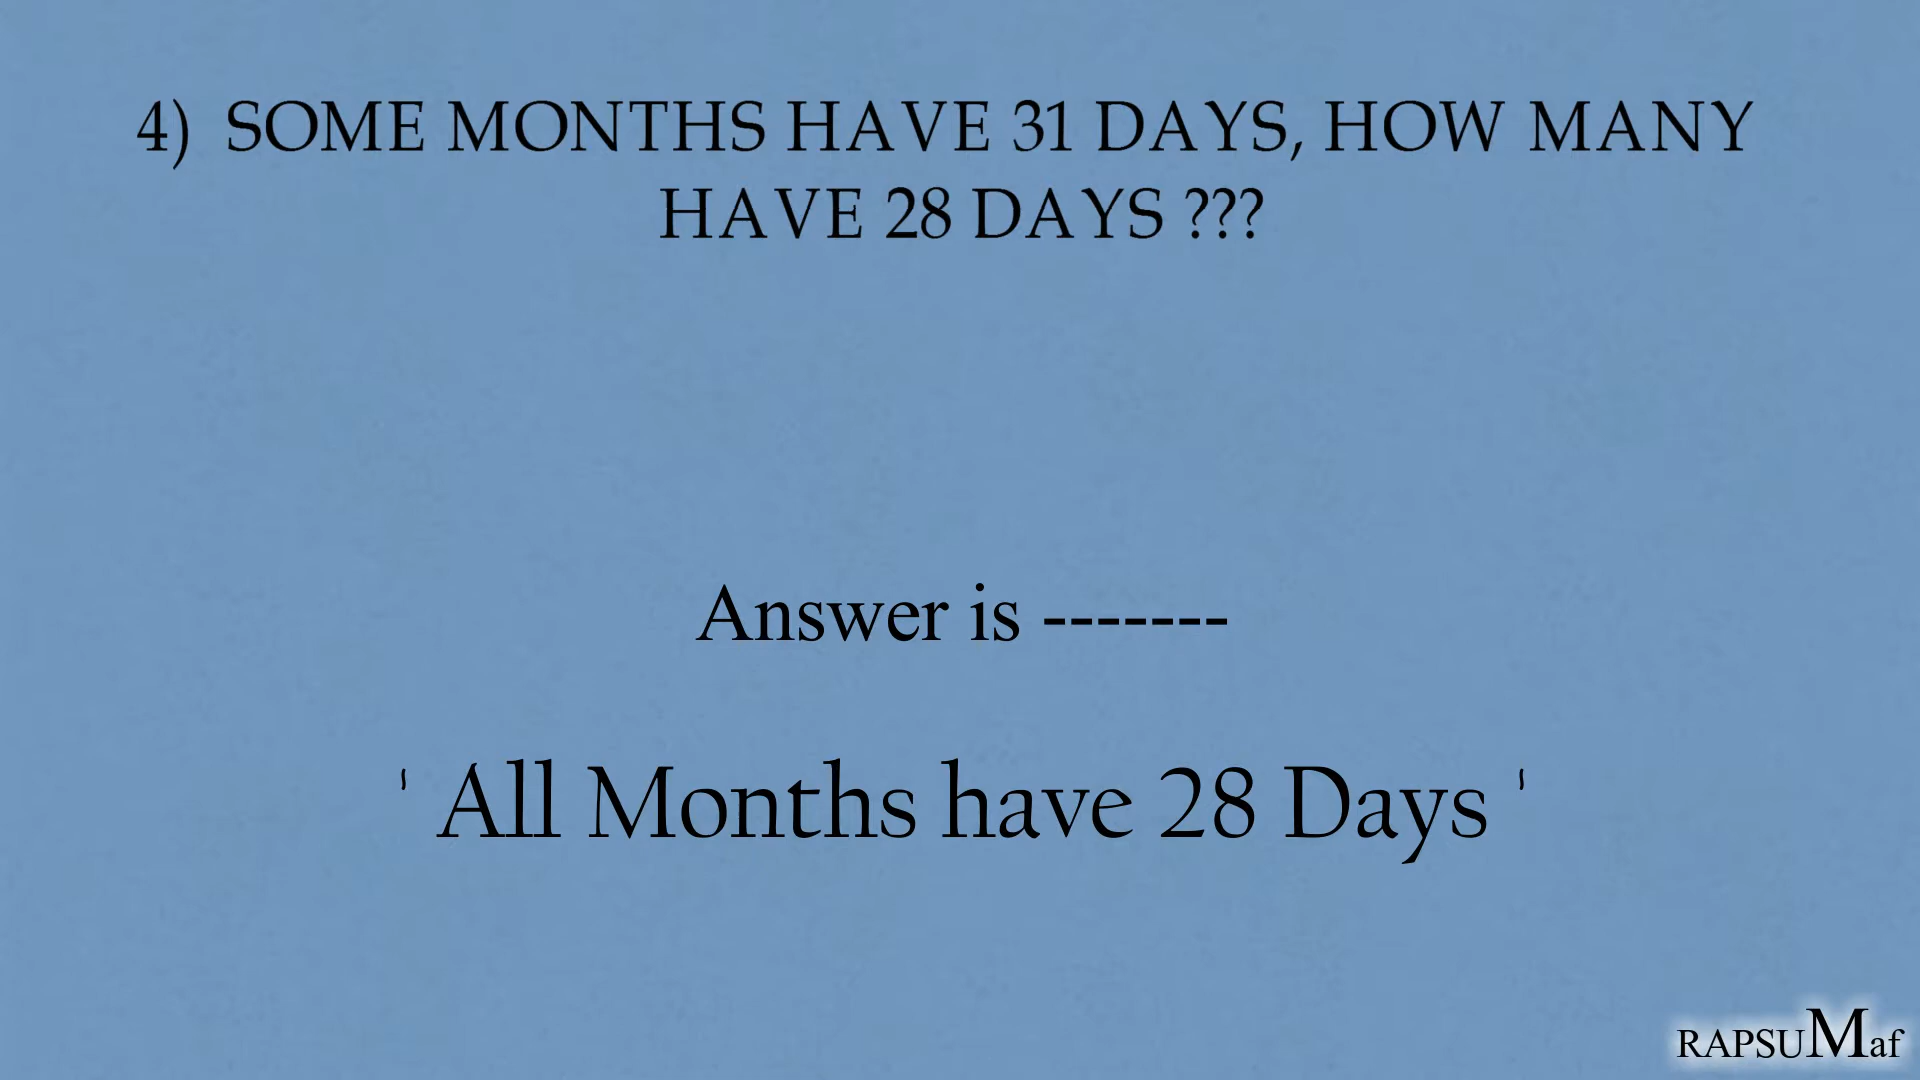 4) SOME MONTHS HAVE 31 DAYS, HOW MANY
HAVE 28 DAYS ???
Answer is -------
' All Months have 28 Days '
RAPSUMaf